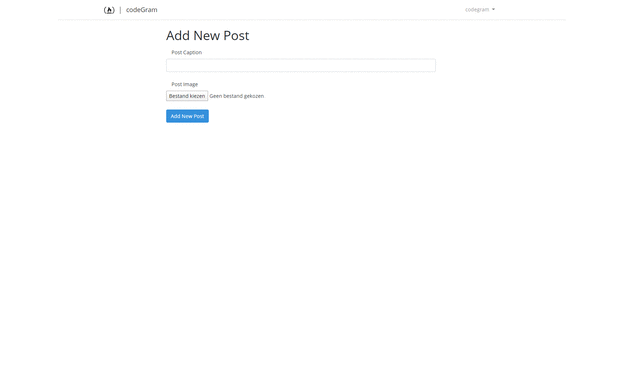 | codeGram
codegram
Add New Post
Post Caption
Post Image
Bestand kiezen Geen bestand gekozen
Add New Post